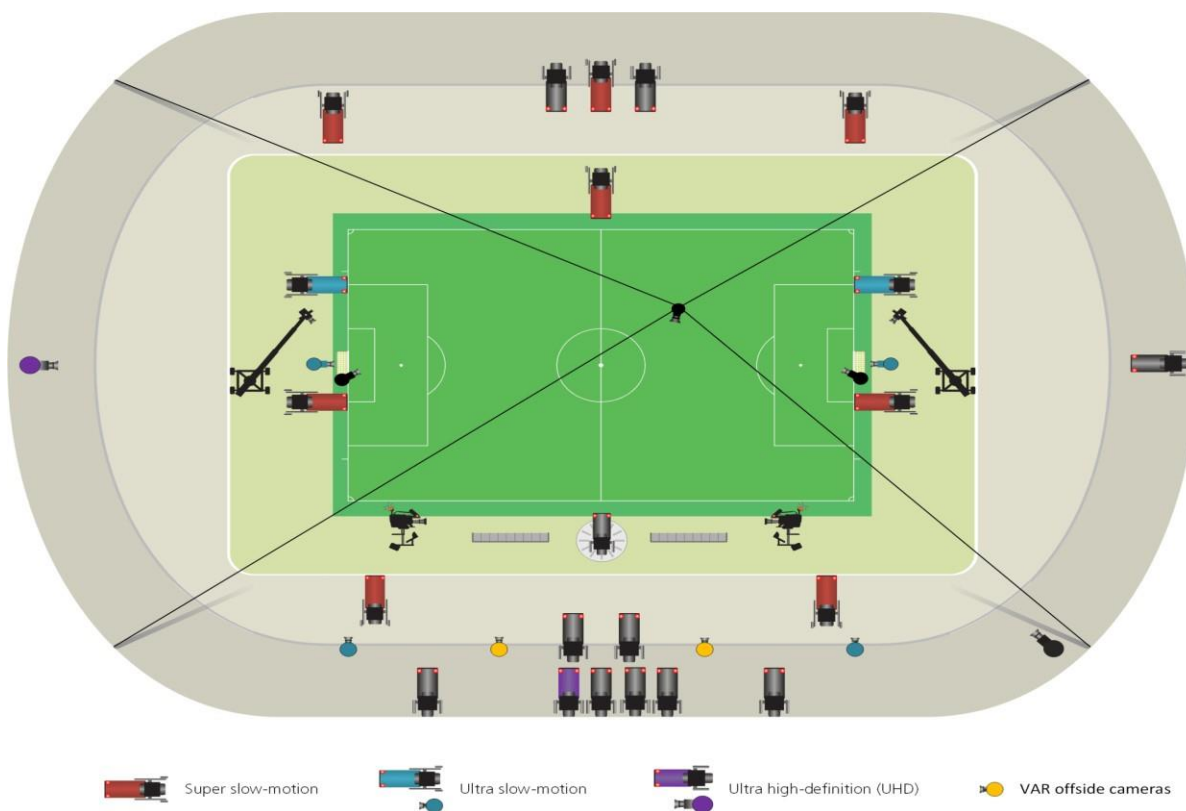 Super slow-motion
Ultra slow-motion
Ultra high-definition (UHD)
VAR offside cameras